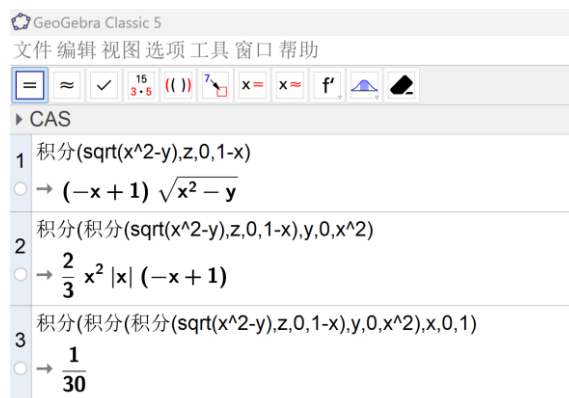 GeoGebra Classic 5
文件 编辑 视图 选项 工具 窗口 帮助
= ≈ ✓ 15 3·5 (( )) 7 x= x≈ f'
CAS
1 积分(sqrt(x^2-y),z,0,1-x)
→ (-x + 1) √(x² - y)
2 积分(积分(sqrt(x^2-y),z,0,1-x),y,0,x^2)
→ 2/3 x² |x| (-x + 1)
3 积分(积分(积分(sqrt(x^2-y),z,0,1-x),y,0,x^2),x,0,1)
→ 1/30